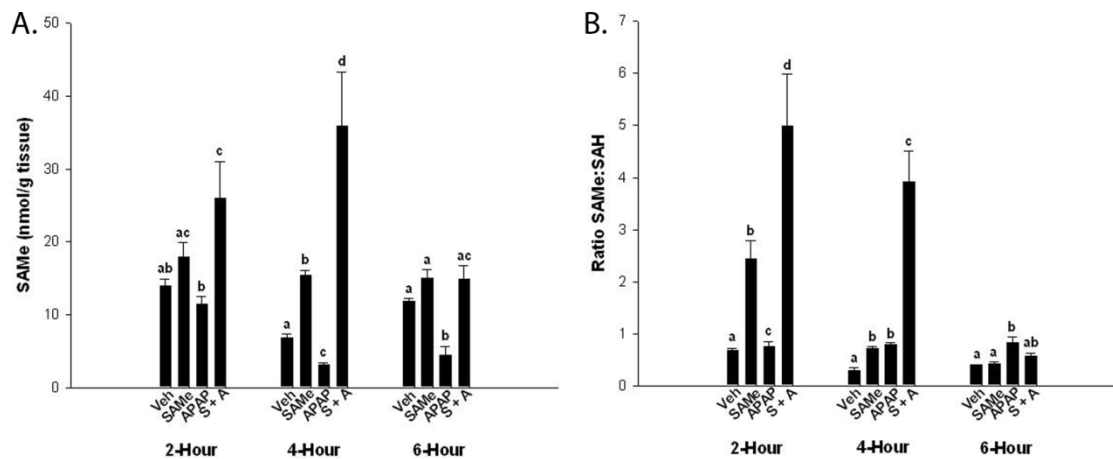 A.
SAMe (nmol/g tissue)
50
40
30
20
10
0
ab
ac
b
c
a
b
c
d
a
a
b
ac
Veh
SAMe
APAP
S + A
Veh
SAMe
APAP
S + A
Veh
SAMe
APAP
S + A
2-Hour
4-Hour
6-Hour
B.
Ratio SAMe:SAH
7
6
5
4
3
2
1
0
a
b
c
d
a
b
b
c
a
a
b
ab
Veh
SAMe
APAP
S + A
Veh
SAMe
APAP
S + A
Veh
SAMe
APAP
S + A
2-Hour
4-Hour
6-Hour